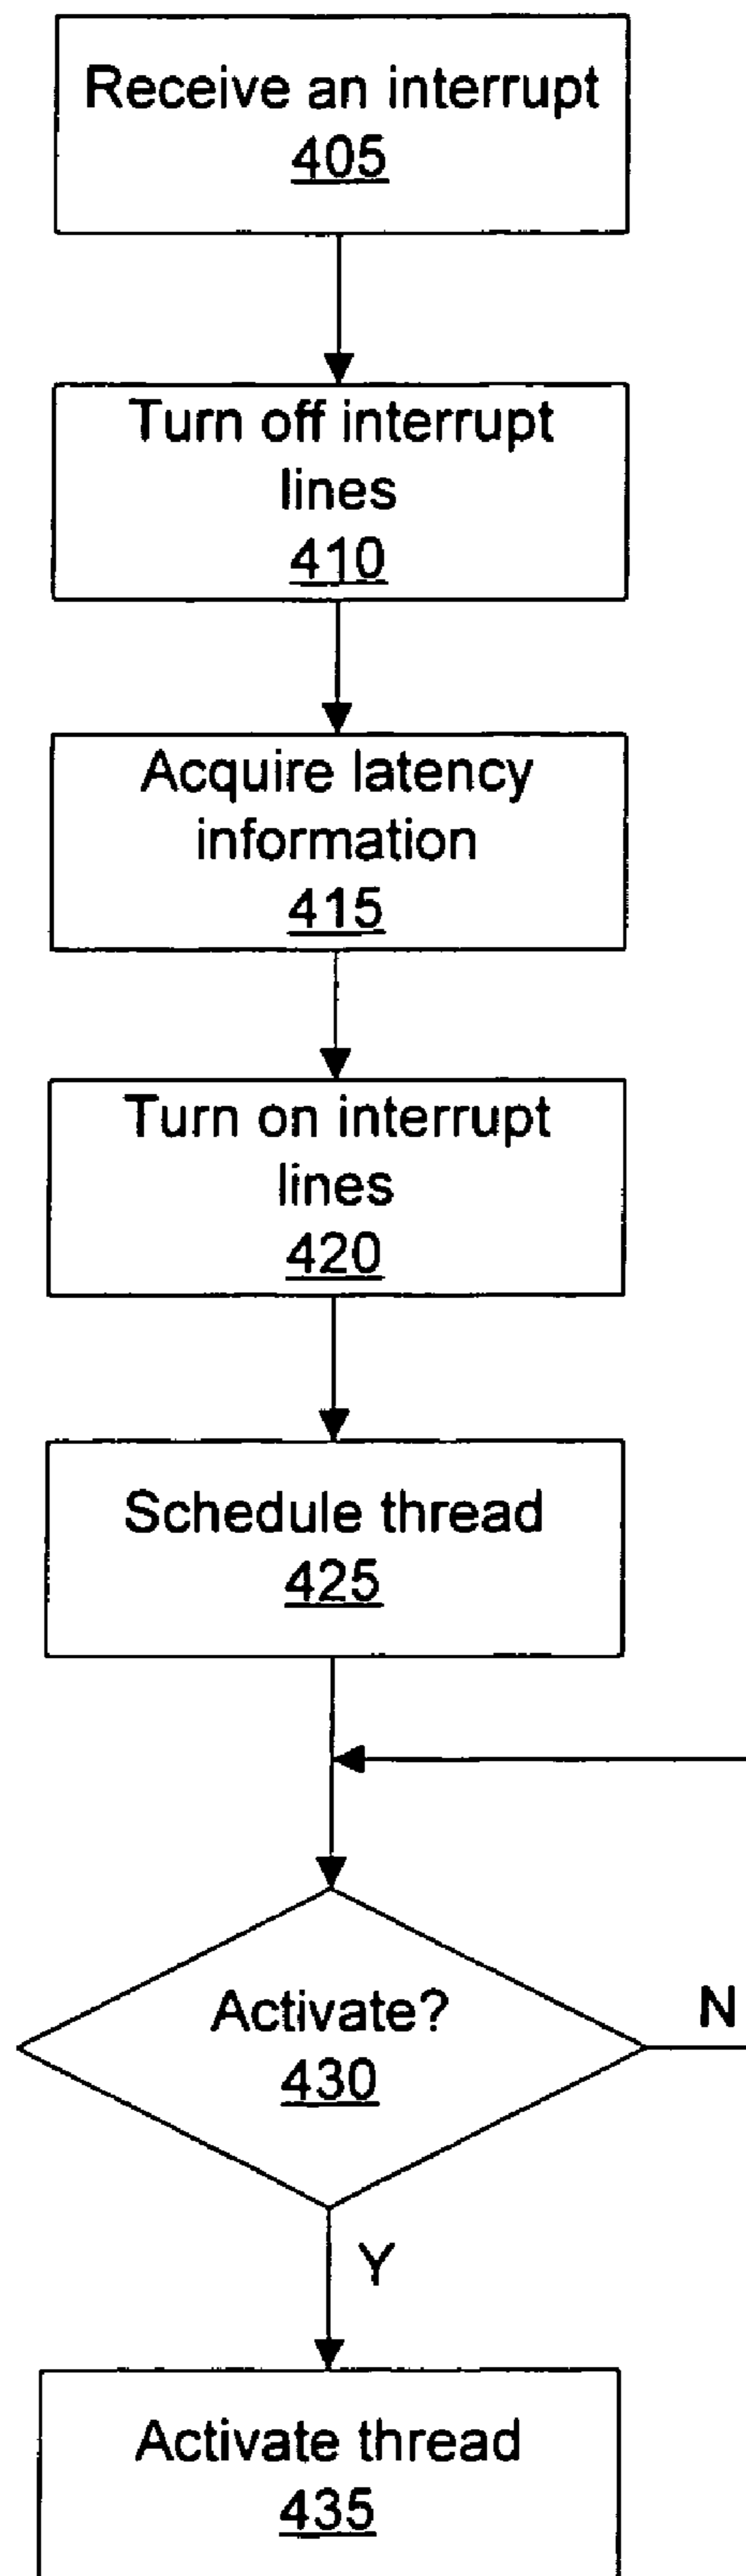 Receive an interrupt
405
Turn off interrupt
lines
410
Acquire latency
information
415
Turn on interrupt
lines
420
Schedule thread
425
Activate?
430
N
Y
Activate thread
435